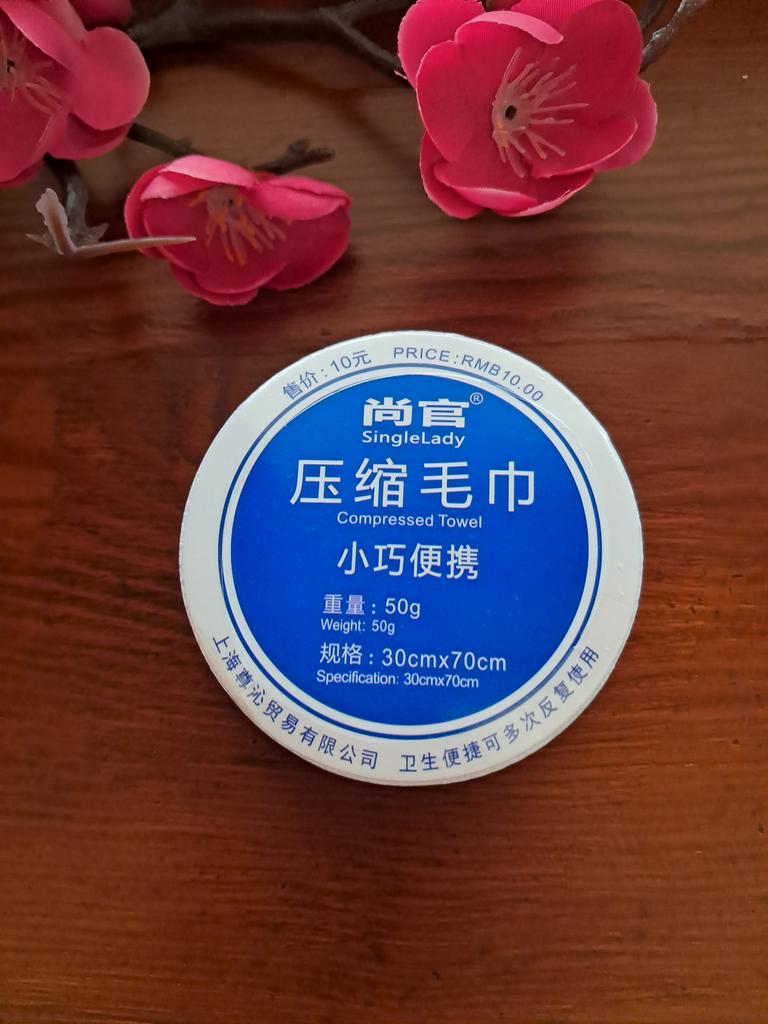 售价：10元 PRICE:RMB10.00
尚官®
SingleLady
压缩毛巾
Compressed Towel
小巧便携
重量：50g
Weight: 50g
规格：30cmx70cm
Specification: 30cmx70cm
上海尊沁贸易有限公司 卫生便捷可多次反复使用